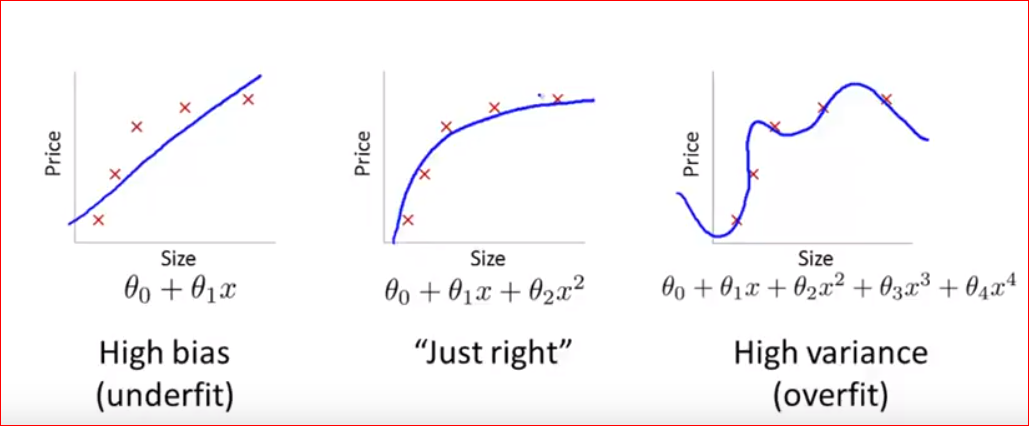 Price
Size
θ₀ + θ₁x
High bias
(underfit)
Price
Size
θ₀ + θ₁x + θ₂x²
“Just right”
Price
Size
θ₀ + θ₁x + θ₂x² + θ₃x³ + θ₄x⁴
High variance
(overfit)